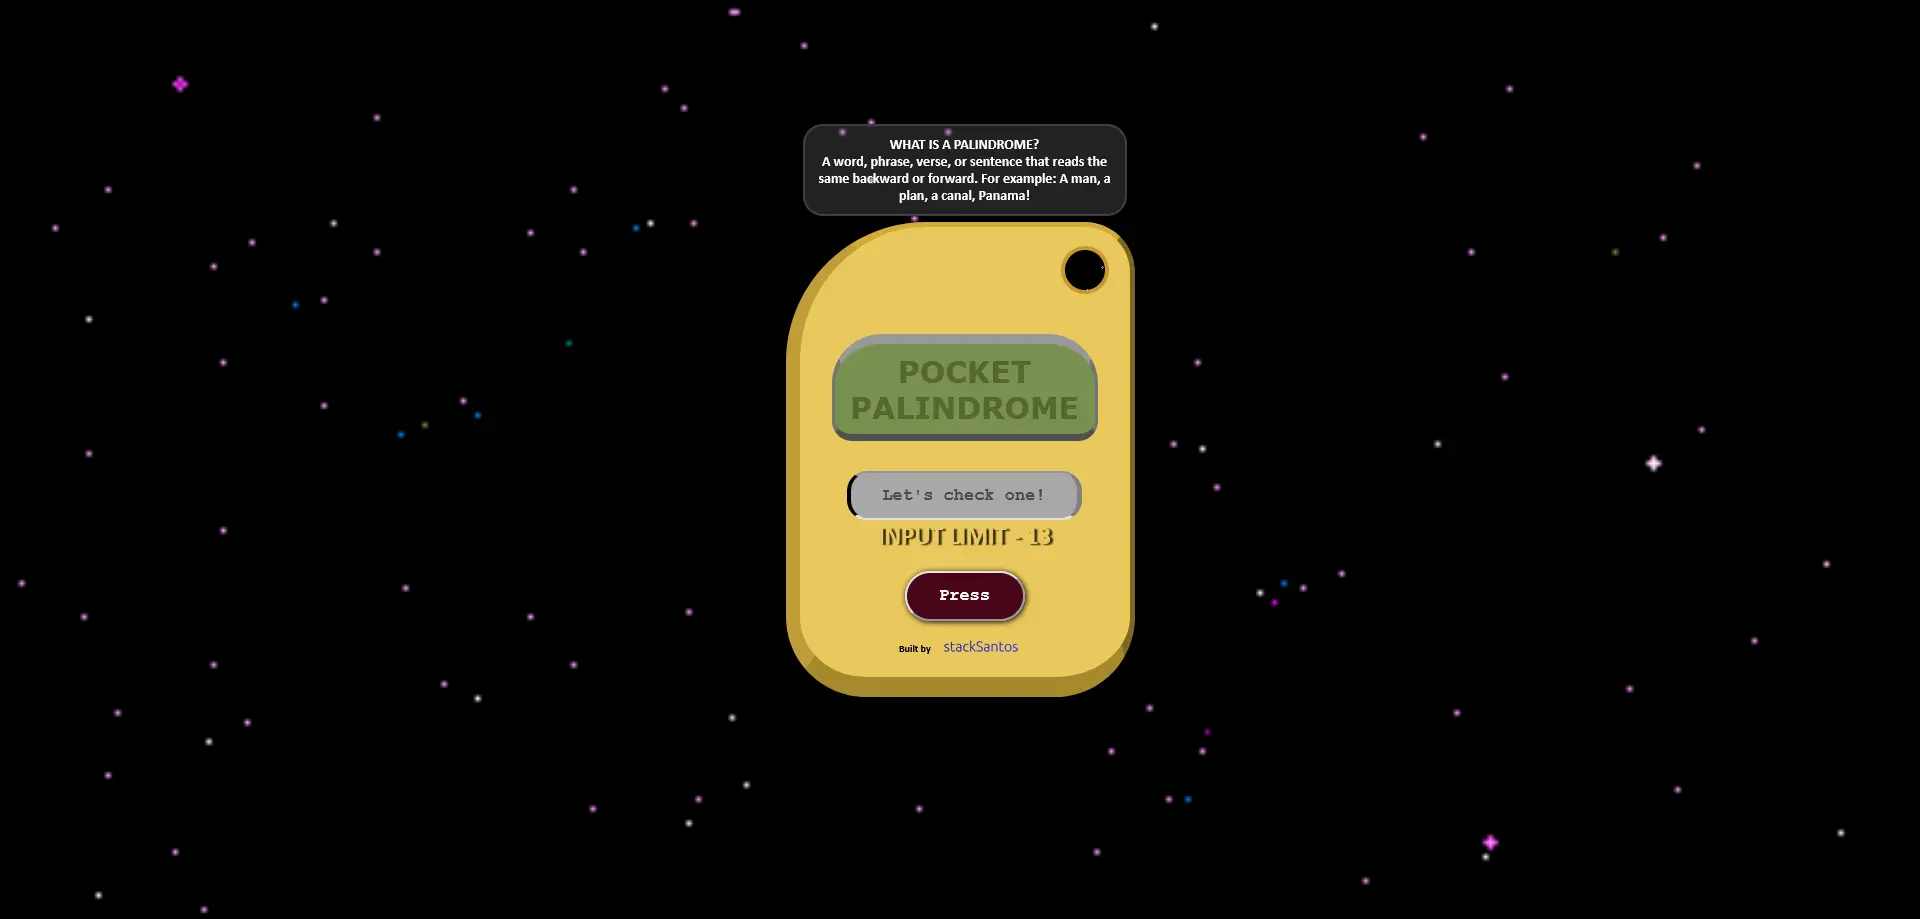 WHAT IS A PALINDROME?
A word, phrase, verse, or sentence that reads the
same backward or forward. For example: A man, a
plan, a canal, Panama!
POCKET
PALINDROME
Let's check one!
INPUT LIMIT - 13
Press
Built by stackSantos